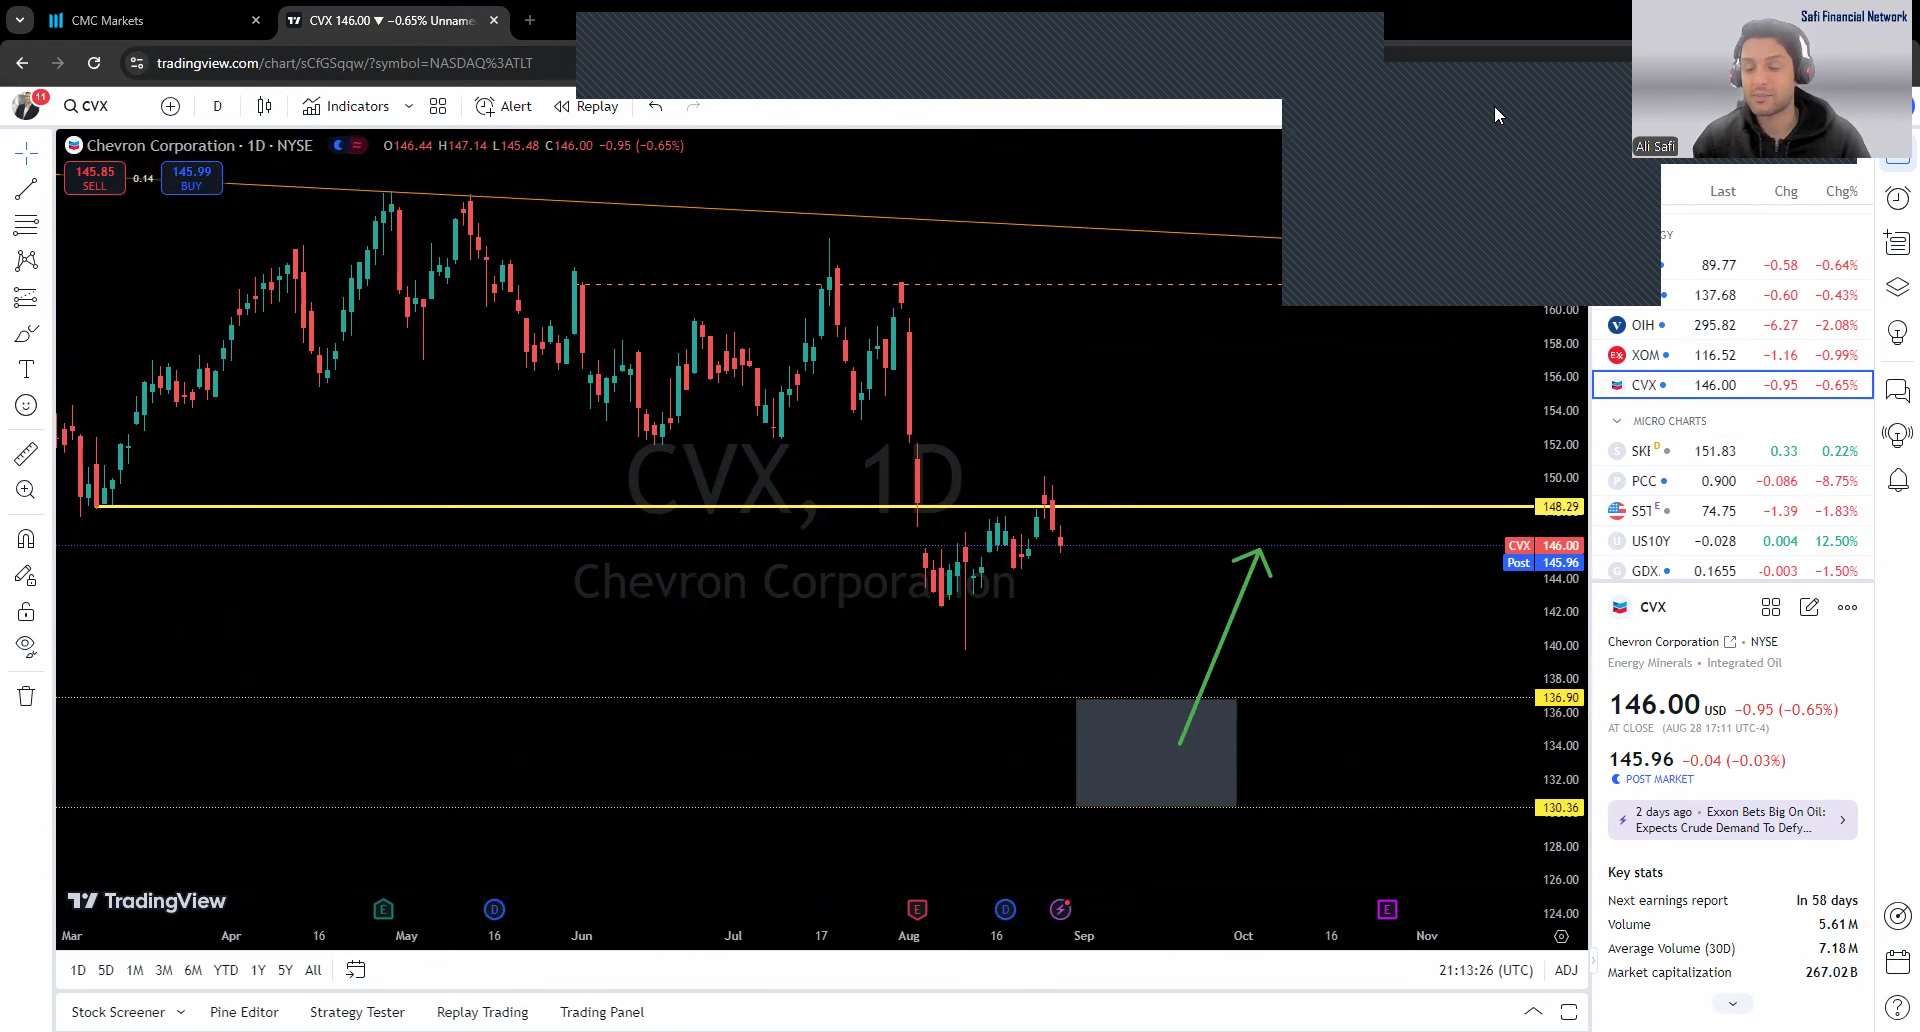 CMC Markets
CVX 146.00 ▼ −0.65% Unname
tradingview.com/chart/sCfGSqqw/?symbol=NASDAQ%3ATLT
Safi Financial Network
Ali Safi
11
CVX
D
Indicators
Alert
Replay
Chevron Corporation · 1D · NYSE
O146.44 H147.14 L145.48 C146.00 −0.95 (−0.65%)
145.85
SELL
0.14
145.99
BUY
CVX, 1D
Chevron Corporation
160.00
158.00
156.00
154.00
152.00
150.00
148.29
CVX 146.00
Post 145.96
144.00
142.00
140.00
138.00
136.90
136.00
134.00
132.00
130.36
128.00
126.00
124.00
TradingView
E
D
E
D
E
Mar
Apr
16
May
16
Jun
Jul
17
Aug
16
Sep
Oct
16
Nov
1D
5D
1M
3M
6M
YTD
1Y
5Y
All
21:13:26 (UTC)
ADJ
Stock Screener
Pine Editor
Strategy Tester
Replay Trading
Trading Panel
Last Chg Chg%
GY
89.77 −0.58 −0.64%
137.68 −0.60 −0.43%
OIH 295.82 −6.27 −2.08%
XOM 116.52 −1.16 −0.99%
CVX 146.00 −0.95 −0.65%
MICRO CHARTS
S SKE D 151.83 0.33 0.22%
P PCC 0.900 −0.086 −8.75%
S5T E 74.75 −1.39 −1.83%
U US10Y −0.028 0.004 12.50%
G GDX. 0.1655 −0.003 −1.50%
CVX
Chevron Corporation • NYSE
Energy Minerals • Integrated Oil
146.00 USD −0.95 (−0.65%)
AT CLOSE (AUG 28 17:11 UTC-4)
145.96 −0.04 (−0.03%)
POST MARKET
2 days ago • Exxon Bets Big On Oil:
Expects Crude Demand To Defy...
Key stats
Next earnings report In 58 days
Volume 5.61 M
Average Volume (30D) 7.18 M
Market capitalization 267.02 B